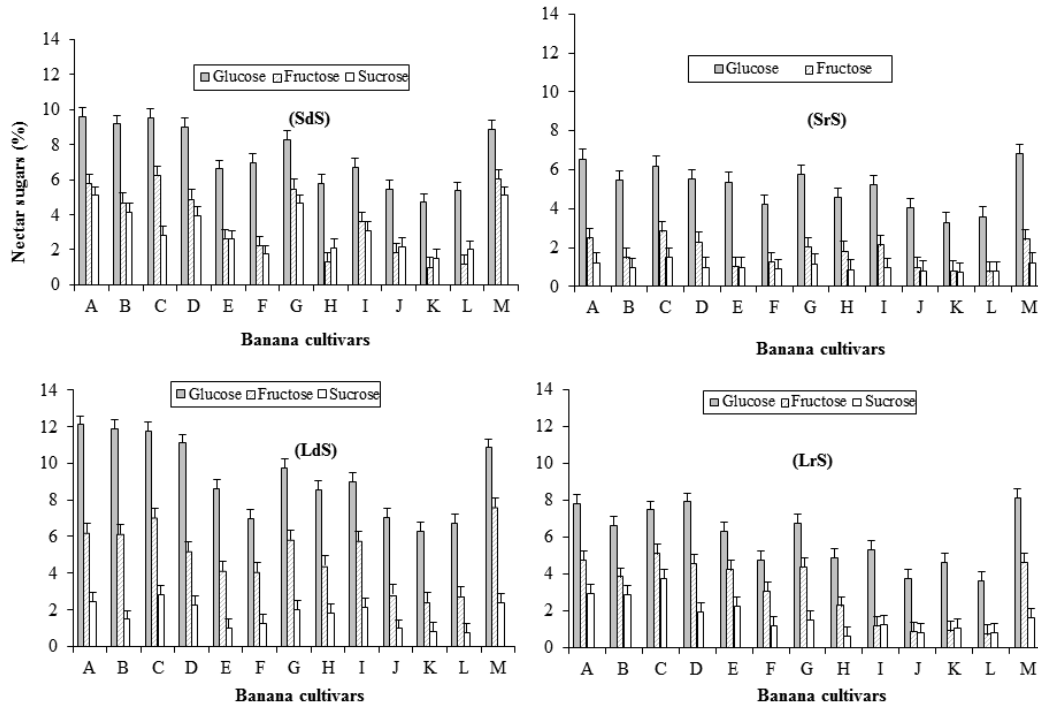 14
12
10
8
6
4
2
0
Nectar sugars (%)
Glucose Fructose Sucrose
(SdS)
A B C D E F G H I J K L M
Banana cultivars
14
12
10
8
6
4
2
0
Glucose Fructose
(SrS)
A B C D E F G H I J K L M
Banana cultivars
14
12
10
8
6
4
2
0
Glucose Fructose Sucrose
(LdS)
A B C D E F G H I J K L M
Banana cultivars
14
12
10
8
6
4
2
0
Glucose Fructose Sucrose
(LrS)
A B C D E F G H I J K L M
Banana cultivars